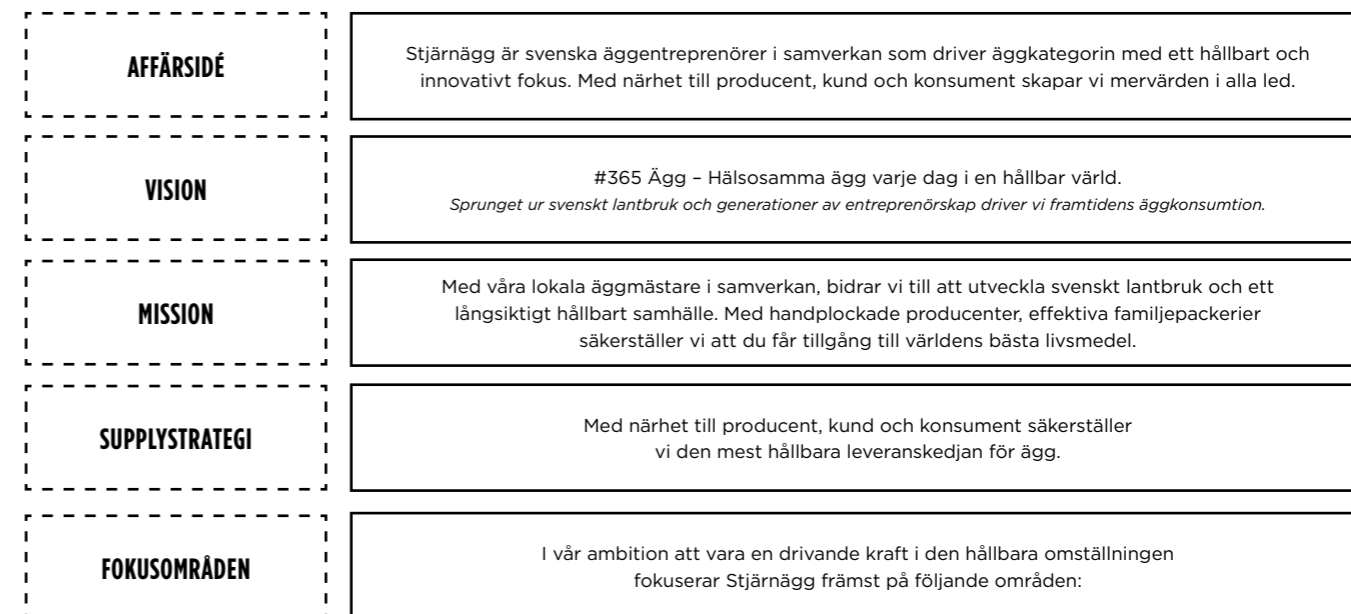 AFFÄRSIDÉ
Stjärnägg är svenska äggentreprenörer i samverkan som driver äggkategorin med ett hållbart och
innovativt fokus. Med närhet till producent, kund och konsument skapar vi mervärden i alla led.
VISION
#365 Ägg – Hälsosamma ägg varje dag i en hållbar värld.
Sprunget ur svenskt lantbruk och generationer av entreprenörskap driver vi framtidens äggkonsumtion.
MISSION
Med våra lokala äggmästare i samverkan, bidrar vi till att utveckla svenskt lantbruk och ett
långsiktigt hållbart samhälle. Med handplockade producenter, effektiva familjepackerier
säkerställer vi att du får tillgång till världens bästa livsmedel.
SUPPLYSTRATEGI
Med närhet till producent, kund och konsument säkerställer
vi den mest hållbara leveranskedjan för ägg.
FOKUSOMRÅDEN
I vår ambition att vara en drivande kraft i den hållbara omställningen
fokuserar Stjärnägg främst på följande områden: